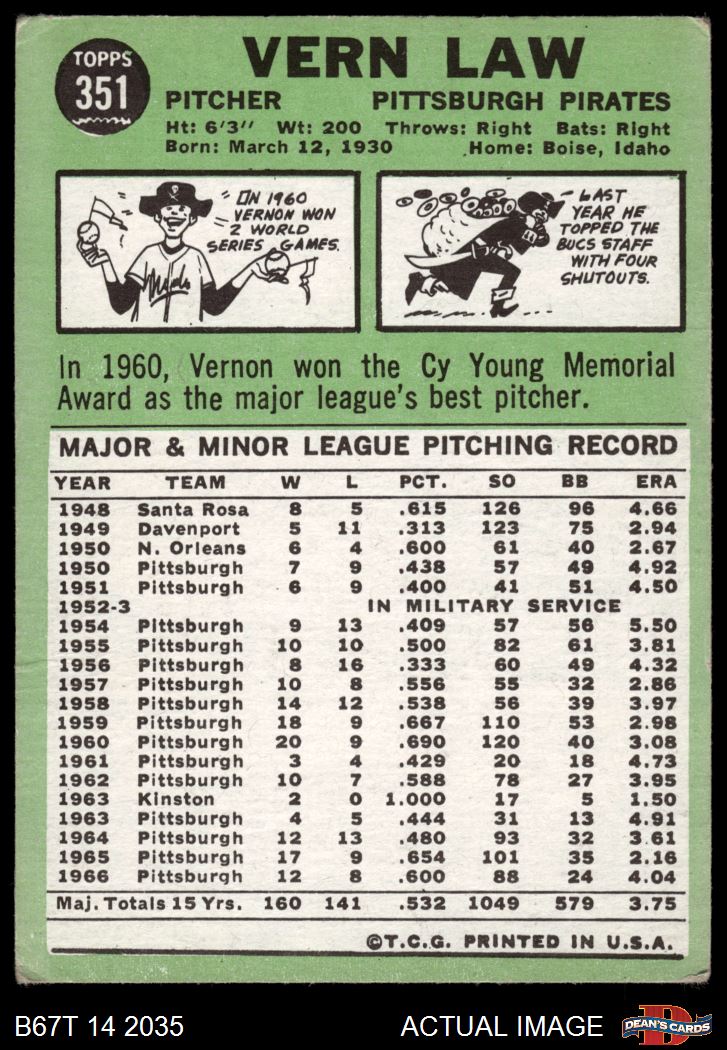 TOPPS
351
VERN LAW
PITCHER PITTSBURGH PIRATES
Ht: 6'3" Wt: 200 Throws: Right Bats: Right
Born: March 12, 1930 Home: Boise, Idaho
"IN 1960
VERNON WON
2 WORLD
SERIES GAMES.
LAST
YEAR HE
TOPPED THE
BUCS STAFF
WITH FOUR
SHUTOUTS.
In 1960, Vernon won the Cy Young Memorial
Award as the major league's best pitcher.
MAJOR & MINOR LEAGUE PITCHING RECORD
YEAR TEAM W L PCT. SO BB ERA
1948 Santa Rosa 8 5 .615 126 96 4.66
1949 Davenport 5 11 .313 123 75 2.94
1950 N. Orleans 6 4 .600 61 40 2.67
1950 Pittsburgh 7 9 .438 57 49 4.92
1951 Pittsburgh 6 9 .400 41 51 4.50
1952-3 IN MILITARY SERVICE
1954 Pittsburgh 9 13 .409 57 56 5.50
1955 Pittsburgh 10 10 .500 82 61 3.81
1956 Pittsburgh 8 16 .333 60 49 4.32
1957 Pittsburgh 10 8 .556 55 32 2.86
1958 Pittsburgh 14 12 .538 56 39 3.97
1959 Pittsburgh 18 9 .667 110 53 2.98
1960 Pittsburgh 20 9 .690 120 40 3.08
1961 Pittsburgh 3 4 .429 20 18 4.73
1962 Pittsburgh 10 7 .588 78 27 3.95
1963 Kinston 2 0 1.000 17 5 1.50
1963 Pittsburgh 4 5 .444 31 13 4.91
1964 Pittsburgh 12 13 .480 93 32 3.61
1965 Pittsburgh 17 9 .654 101 35 2.16
1966 Pittsburgh 12 8 .600 88 24 4.04
Maj. Totals 15 Yrs. 160 141 .532 1049 579 3.75
©T.C.G. PRINTED IN U.S.A.
B67T 14 2035 ACTUAL IMAGE
DEAN'S CARDS